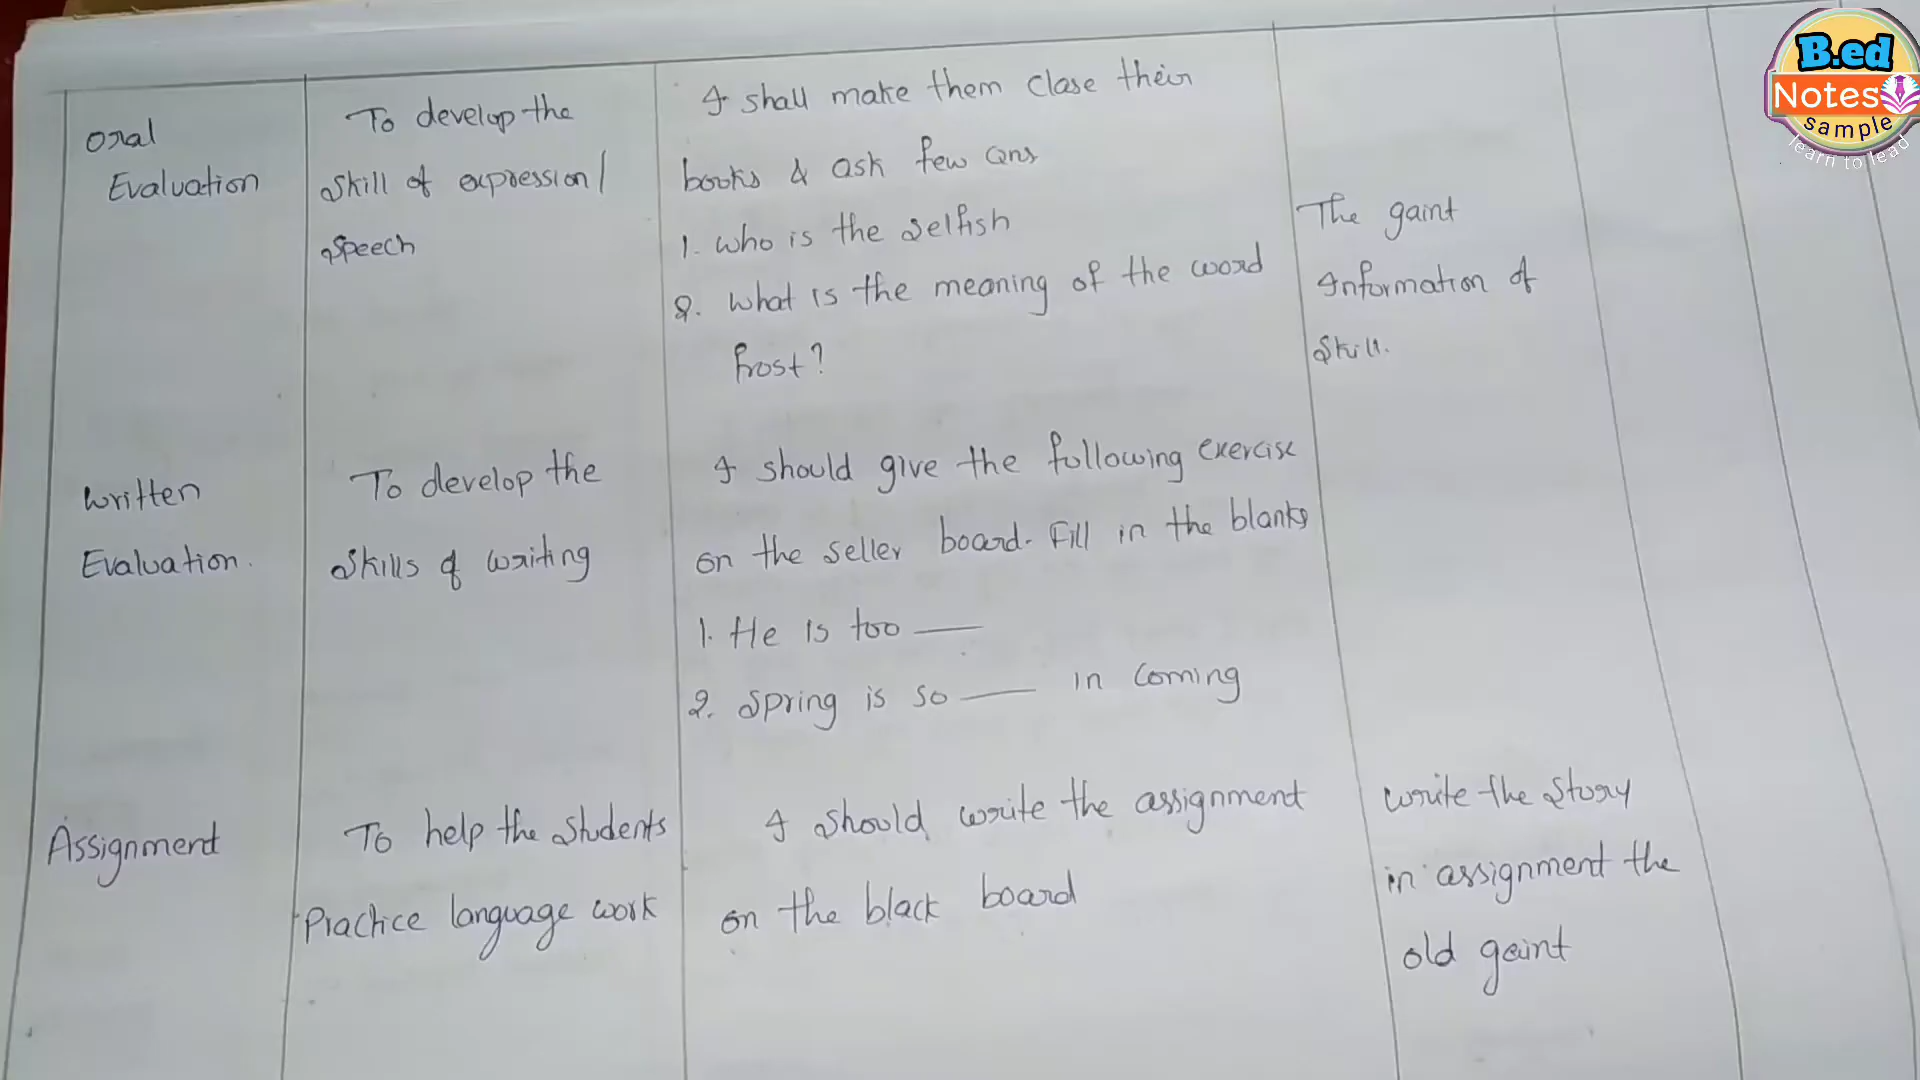 Oral
Evaluation
To develop the
Skill of expression/
Speech
I shall make them close their
books & ask few qns
1. Who is the selfish
2. What is the meaning of the word
frost?
The gaint
Information of
Skill.
Written
Evaluation.
To develop the
Skills of writing
I should give the following exercise
on the seller board. Fill in the blanks
1. He is too ___
2. Spring is so ___ in coming
Assignment
To help the Students
Practice language work
I should write the assignment
on the black board
Write the Story
in assignment the
old gaint
B.ed
Notes
sample
learn to lead